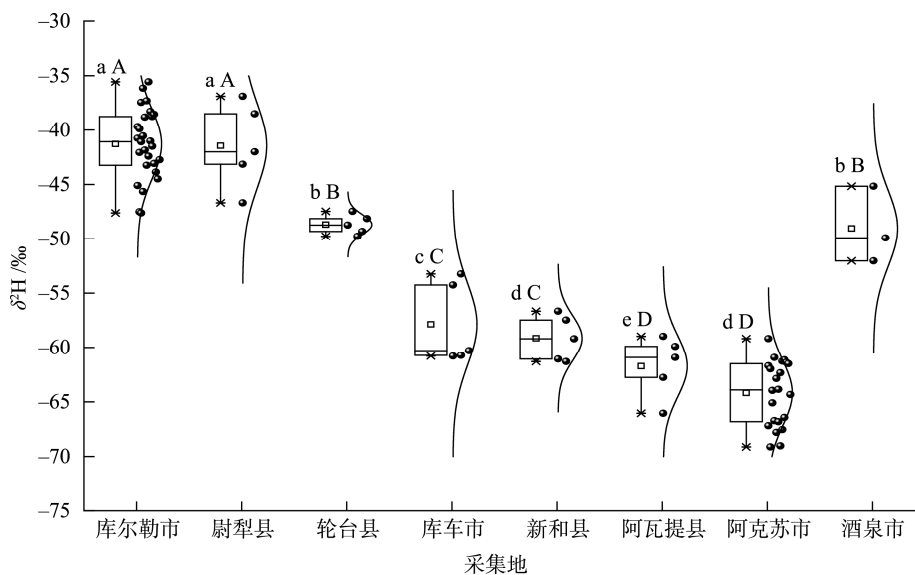 –30
–35
–40
–45
–50
–55
–60
–65
–70
–75
δ²H /‰
a A
a A
b B
c C
d C
e D
d D
b B
库尔勒市
尉犁县
轮台县
库车市
新和县
阿瓦提县
阿克苏市
酒泉市
采集地